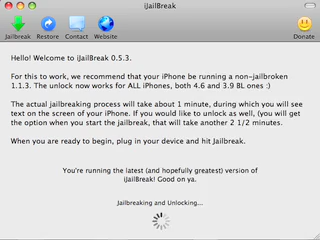 iJailBreak
Jailbreak Restore Contact Website Donate
Hello! Welcome to iJailBreak 0.5.3.
For this to work, we recommend that your iPhone be running a non-jailbroken
1.1.3. The unlock now works for ALL iPhones, both 4.6 and 3.9 BL ones :)
The actual jailbreaking process will take about 1 minute, during which you will see
text on the screen of your iPhone. If you would like to unlock as well, (you will get
the option when you start the jailbreak, that will take another 2 1/2 minutes.
When you are ready to begin, plug in your device and hit Jailbreak.
You're running the latest (and hopefully greatest) version of
iJailBreak! Good on ya.
Jailbreaking and Unlocking...